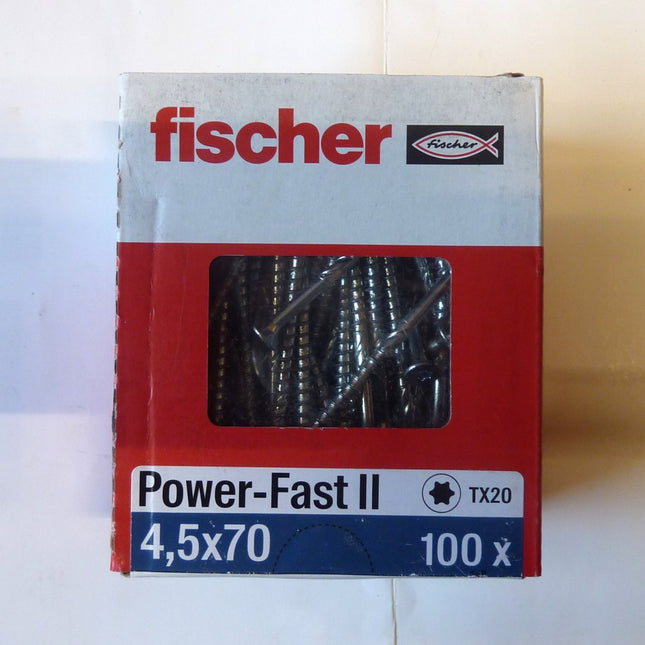 fischer fischer
Power-Fast II TX20
4,5x70 100 x